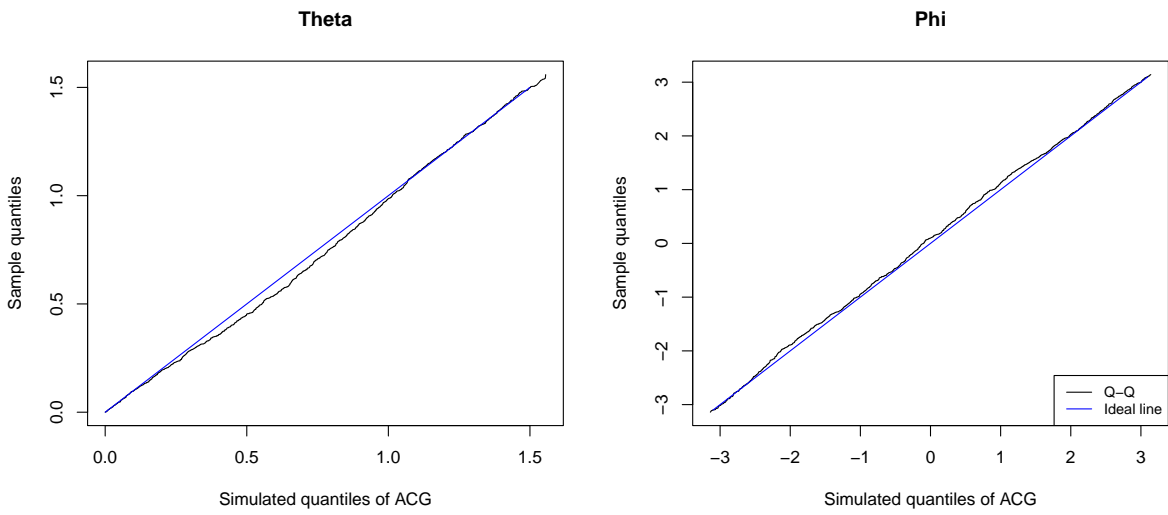 Theta
Sample quantiles
1.5
1.0
0.5
0.0
0.0 0.5 1.0 1.5
Simulated quantiles of ACG
Phi
Sample quantiles
3
2
1
0
−1
−2
−3
−3 −2 −1 0 1 2 3
Simulated quantiles of ACG
Q−Q
Ideal line